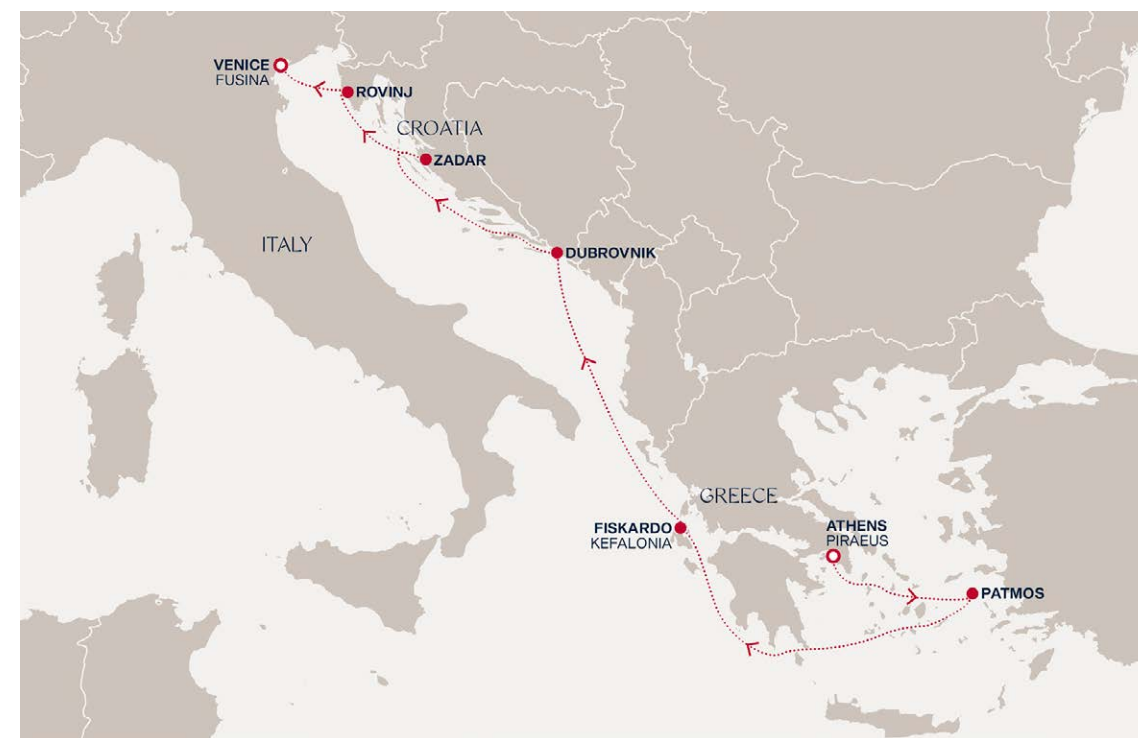 VENICE
FUSINA
ROVINJ
CROATIA
ZADAR
ITALY
DUBROVNIK
GREECE
FISKARDO
KEFALONIA
ATHENS
PIRAEUS
PATMOS